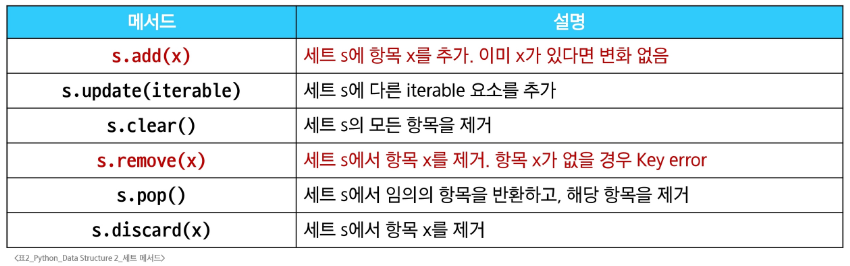 메서드 설명
s.add(x) 세트 s에 항목 x를 추가. 이미 x가 있다면 변화 없음
s.update(iterable) 세트 s에 다른 iterable 요소를 추가
s.clear() 세트 s의 모든 항목을 제거
s.remove(x) 세트 s에서 항목 x를 제거. 항목 x가 없을 경우 Key error
s.pop() 세트 s에서 임의의 항목을 반환하고, 해당 항목을 제거
s.discard(x) 세트 s에서 항목 x를 제거
<표2_Python_Data Structure 2_세트 메서드>